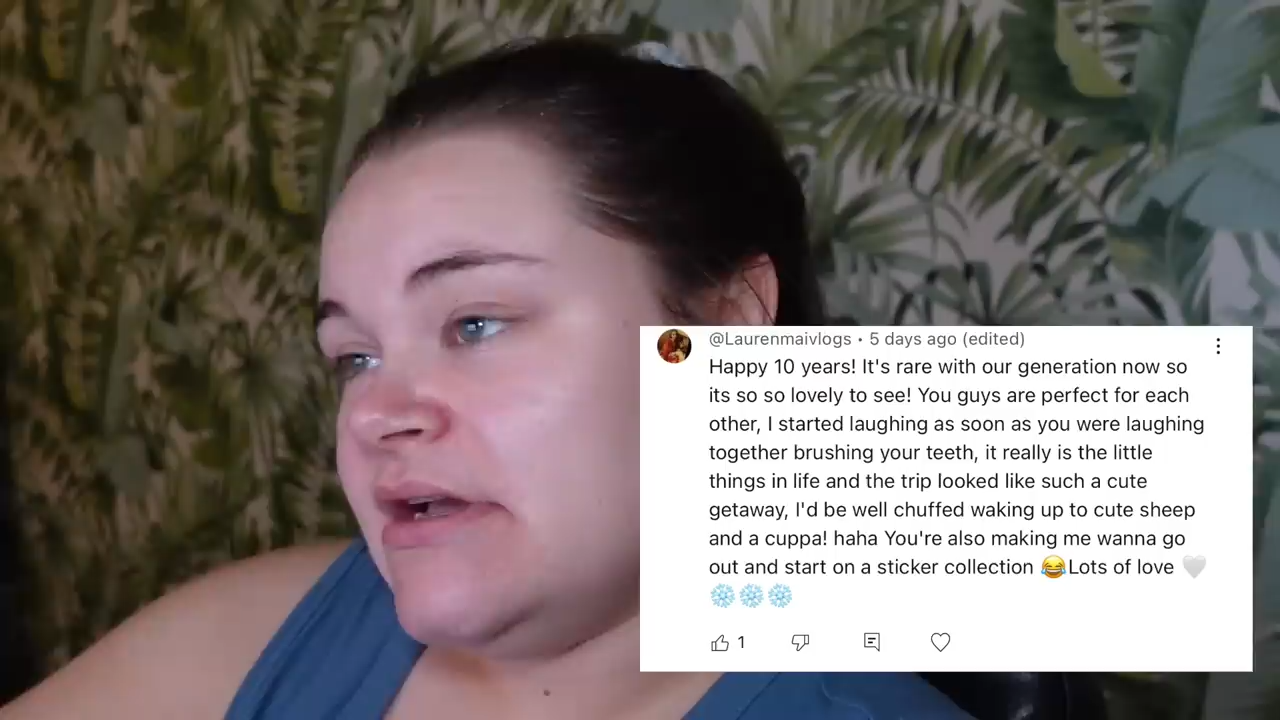 @Laurenmaivlogs • 5 days ago (edited)
Happy 10 years! It's rare with our generation now so
its so so lovely to see! You guys are perfect for each
other, I started laughing as soon as you were laughing
together brushing your teeth, it really is the little
things in life and the trip looked like such a cute
getaway, I'd be well chuffed waking up to cute sheep
and a cuppa! haha You're also making me wanna go
out and start on a sticker collection 😂Lots of love 🤍
❄️❄️❄️
1